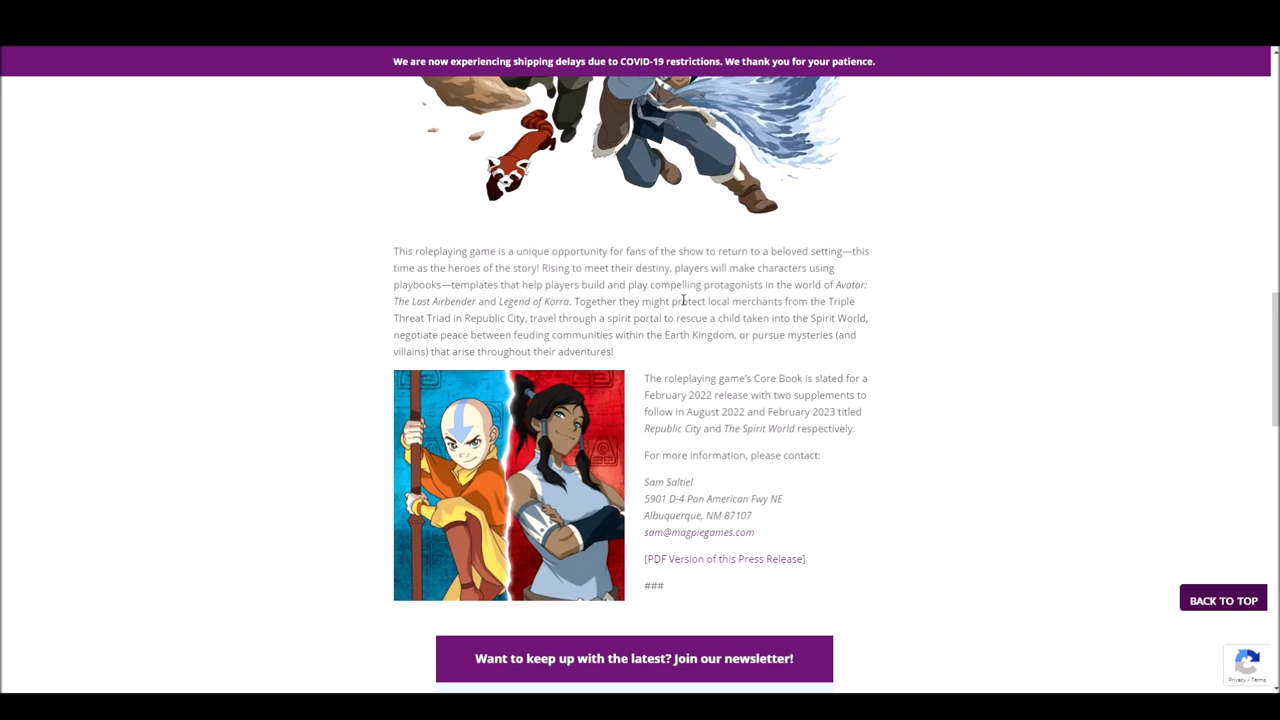 We are now experiencing shipping delays due to COVID-19 restrictions. We thank you for your patience.
This roleplaying game is a unique opportunity for fans of the show to return to a beloved setting—this
time as the heroes of the story! Rising to meet their destiny, players will make characters using
playbooks—templates that help players build and play compelling protagonists in the world of Avatar:
The Last Airbender and Legend of Korra. Together they might protect local merchants from the Triple
Threat Triad in Republic City, travel through a spirit portal to rescue a child taken into the Spirit World,
negotiate peace between feuding communities within the Earth Kingdom, or pursue mysteries (and
villains) that arise throughout their adventures!
The roleplaying game's Core Book is slated for a
February 2022 release with two supplements to
follow in August 2022 and February 2023 titled
Republic City and The Spirit World respectively.
For more information, please contact:
Sam Saltiel
5901 D-4 Pan American Fwy NE
Albuquerque, NM 87107
sam@magpiegames.com
[PDF Version of this Press Release]
###
BACK TO TOP
Want to keep up with the latest? Join our newsletter!
Privacy - Terms